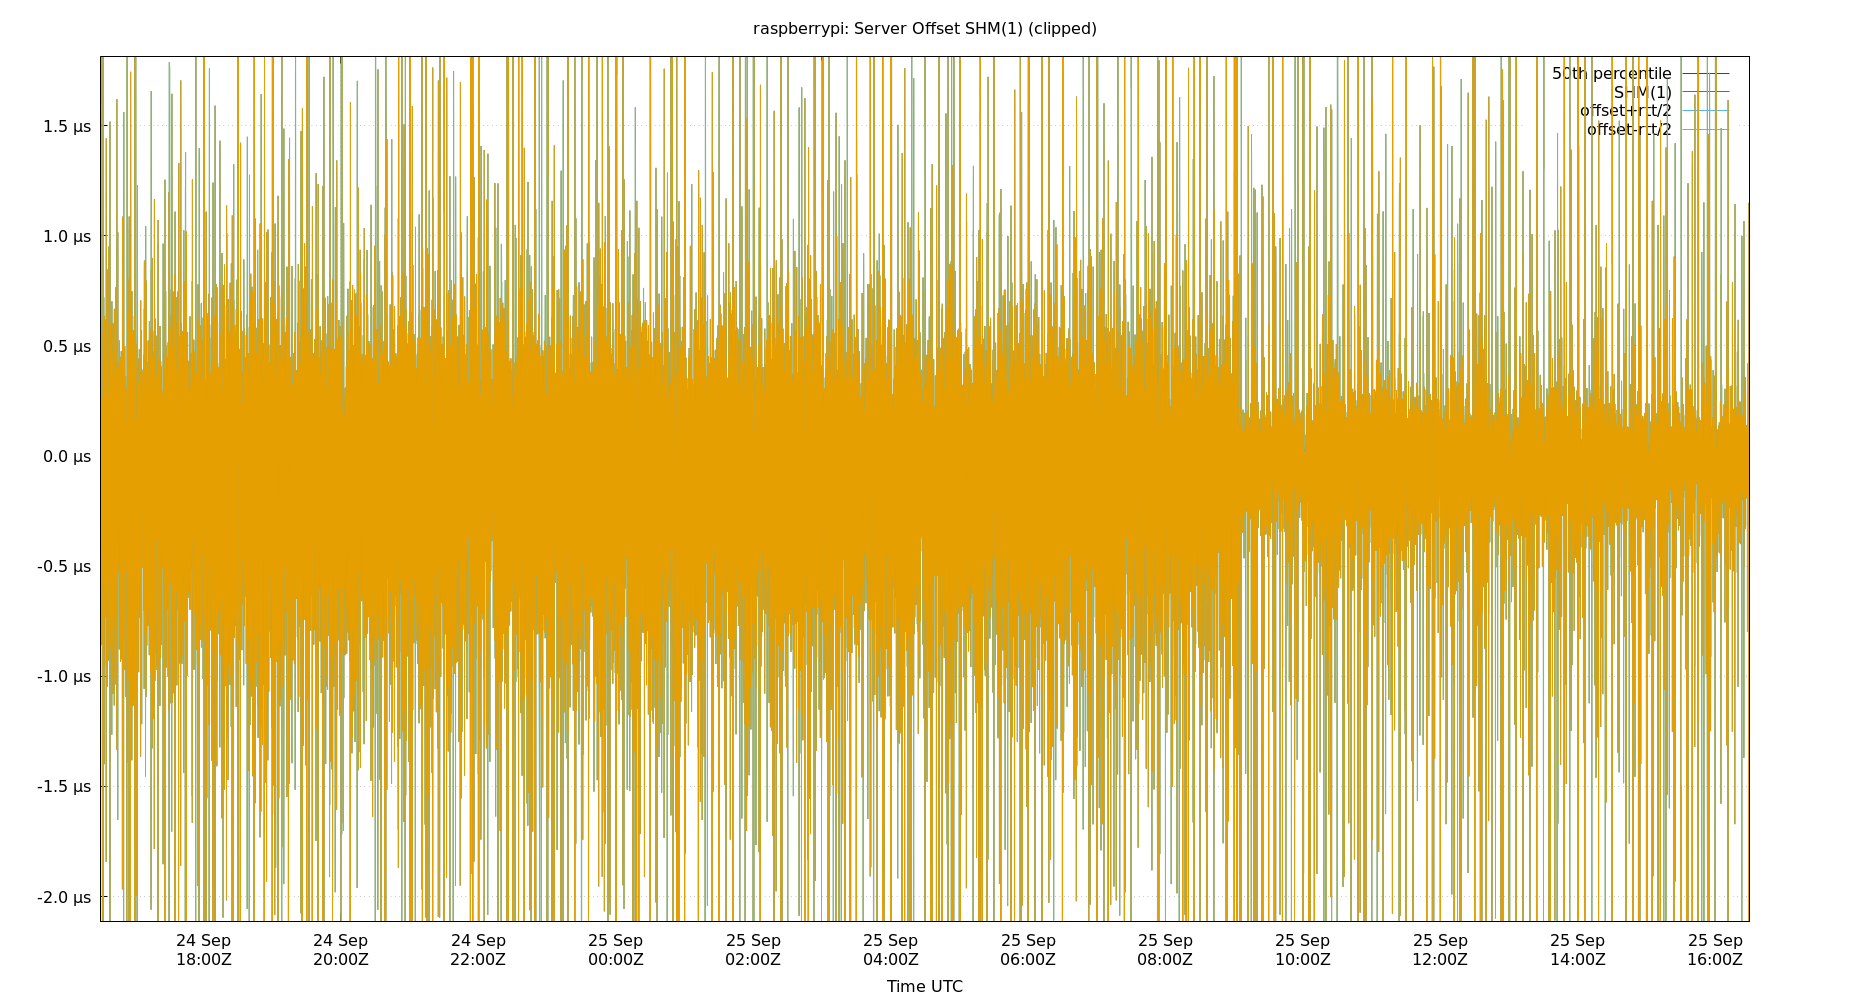 raspberrypi: Server Offset SHM(1) (clipped)
50th percentile
SHM(1)
offset+rtt/2
offset-rtt/2
1.5 µs
1.0 µs
0.5 µs
0.0 µs
-0.5 µs
-1.0 µs
-1.5 µs
-2.0 µs
24 Sep 24 Sep 24 Sep 25 Sep 25 Sep 25 Sep 25 Sep 25 Sep 25 Sep 25 Sep 25 Sep 25 Sep
18:00Z 20:00Z 22:00Z 00:00Z 02:00Z 04:00Z 06:00Z 08:00Z 10:00Z 12:00Z 14:00Z 16:00Z
Time UTC